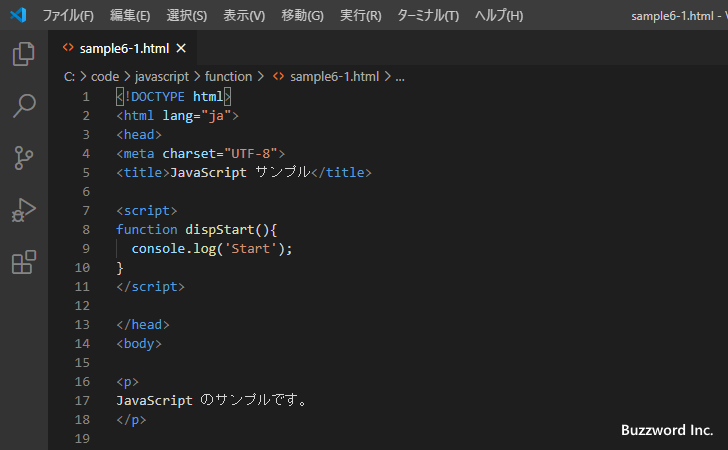 ファイル(F) 編集(E) 選択(S) 表示(V) 移動(G) 実行(R) ターミナル(T) ヘルプ(H) sample6-1.html - V
<> sample6-1.html ×
C: > code > javascript > function > <> sample6-1.html > ...
1 <!DOCTYPE html>
2 <html lang="ja">
3 <head>
4 <meta charset="UTF-8">
5 <title>JavaScript サンプル</title>
6
7 <script>
8 function dispStart(){
9 console.log('Start');
10 }
11 </script>
12
13 </head>
14 <body>
15
16 <p>
17 JavaScript のサンプルです。
18 </p>
19
Buzzword Inc.